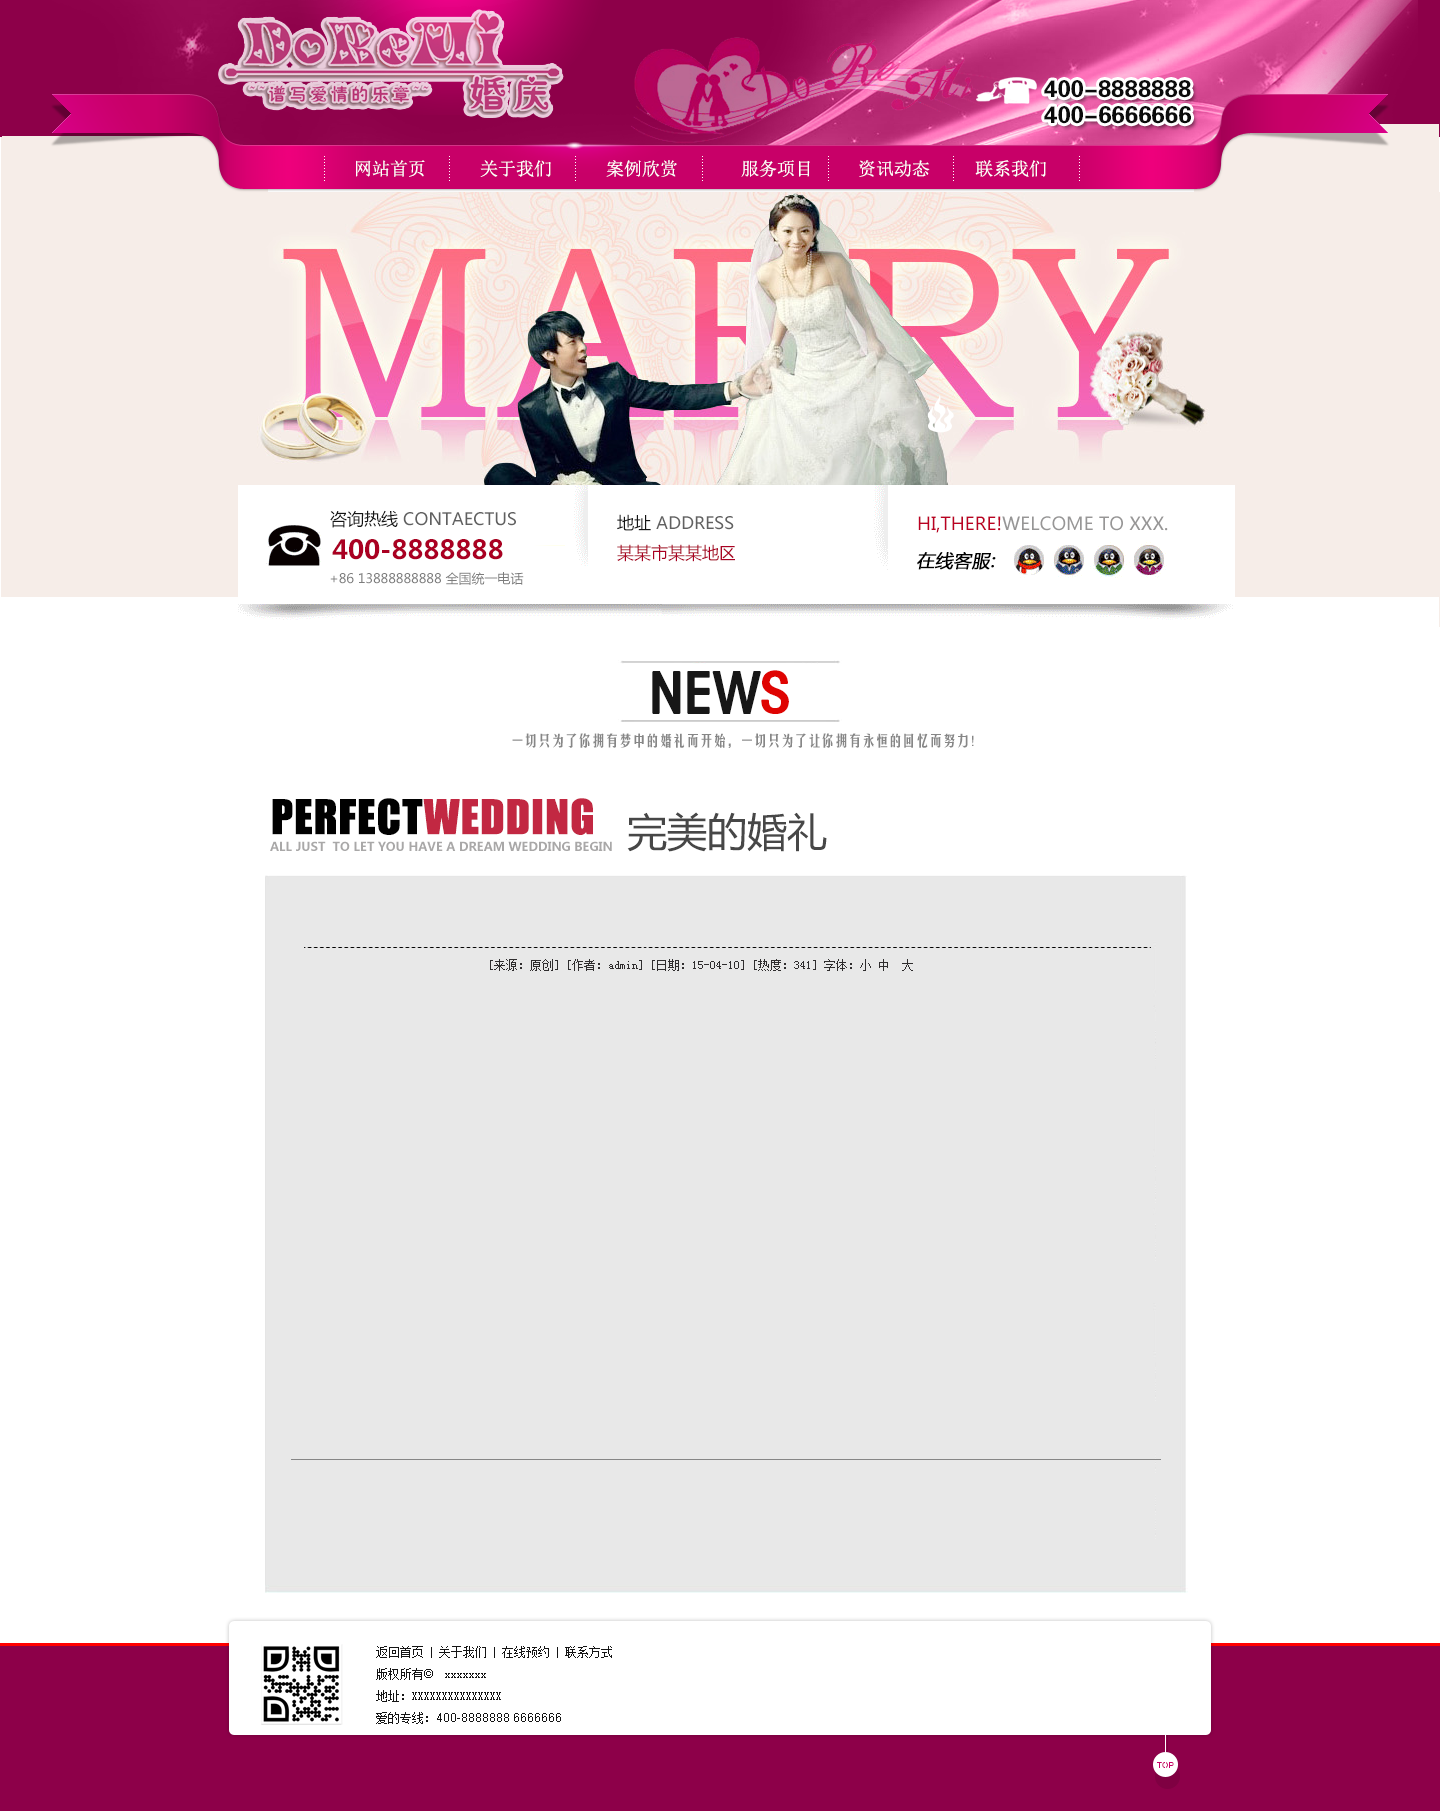 DoReMi
谱写爱情的乐章 婚庆
Do Re Mi
400-8888888
400-6666666
网站首页 关于我们 案例欣赏 服务项目 资讯动态 联系我们
MARRY
咨询热线 CONTAECTUS
400-8888888
+86 13888888888 全国统一电话
地址 ADDRESS
某某市某某地区
HI,THERE!WELCOME TO XXX.
在线客服:
NEWS
一切只为了你拥有梦中的婚礼而开始，一切只为了让你拥有永恒的回忆而努力!
PERFECTWEDDING
ALL JUST TO LET YOU HAVE A DREAM WEDDING BEGIN
完美的婚礼
[来源：原创] [作者：admin] [日期：15-04-10] [热度：341] 字体：小 中 大
返回首页 | 关于我们 | 在线预约 | 联系方式
版权所有© xxxxxxx
地址：XXXXXXXXXXXXXXX
爱的专线：400-8888888 6666666
TOP